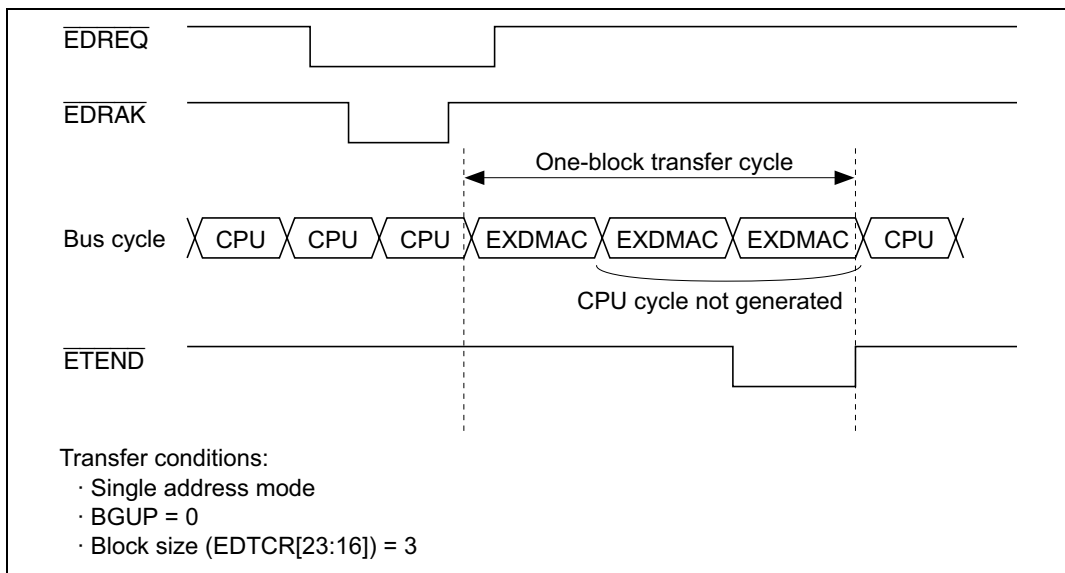 EDREQ
EDRAK
One-block transfer cycle
Bus cycle CPU CPU CPU EXDMAC EXDMAC EXDMAC CPU
CPU cycle not generated
ETEND
Transfer conditions:
· Single address mode
· BGUP = 0
· Block size (EDTCR[23:16]) = 3